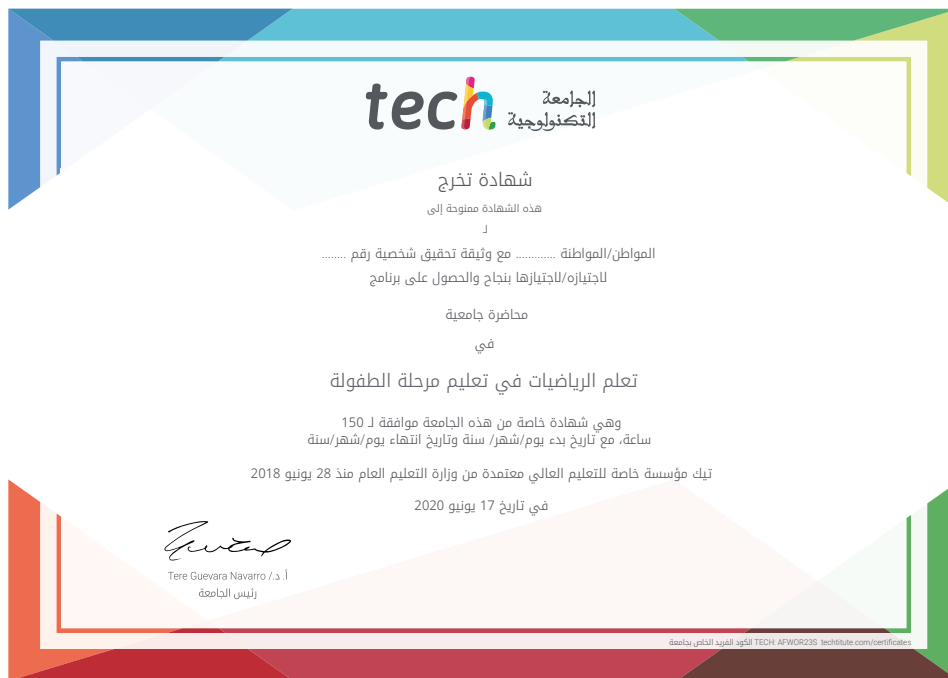 tech الجامعة
التكنولوجية
شهادة تخرج
هذه الشهادة ممنوحة إلى
لـ
المواطن/المواطنة ............ مع وثيقة تحقيق شخصية رقم ........
لاجتيازه/لاجتيازها بنجاح والحصول على برنامج
محاضرة جامعية
في
تعلم الرياضيات في تعليم مرحلة الطفولة
وهي شهادة خاصة من هذه الجامعة موافقة لـ 150
ساعة، مع تاريخ بدء يوم/شهر/ سنة وتاريخ انتهاء يوم/شهر/سنة
تيك مؤسسة خاصة للتعليم العالي معتمدة من وزارة التعليم العام منذ 28 يونيو 2018
في تاريخ 17 يونيو 2020
أ. د./ Tere Guevara Navarro
رئيس الجامعة
الكود الفريد الخاص بجامعة TECH: AFWOR23S techtitute.com/certificates